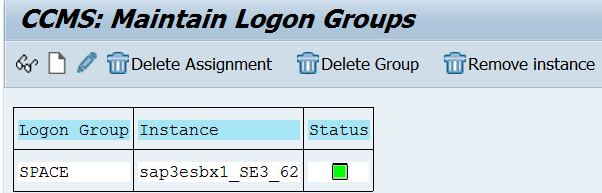 CCMS: Maintain Logon Groups
Delete Assignment Delete Group Remove instance
Logon Group Instance Status
SPACE sap3esbx1_SE3_62